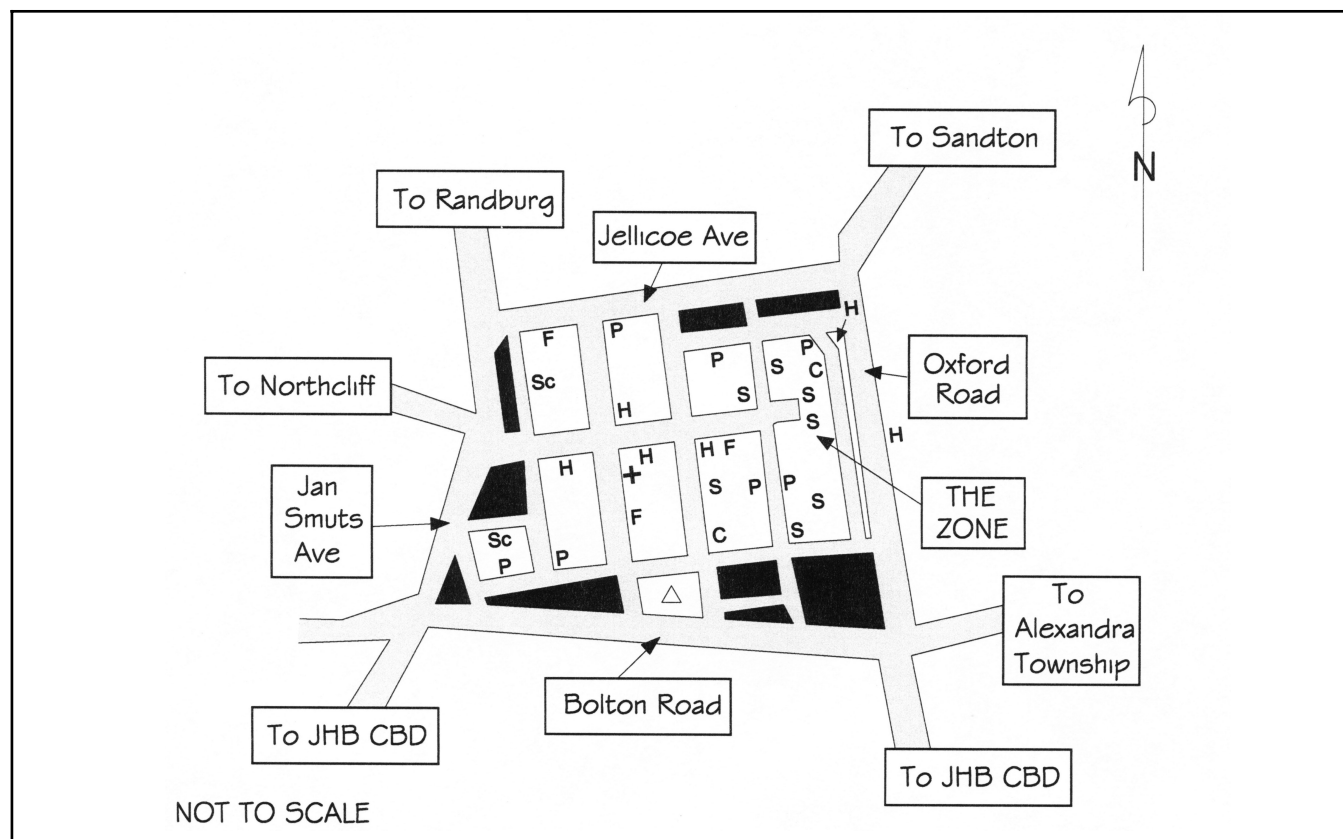 N
To Sandton
To Randburg
Jellicoe Ave
H
F
P
P
P
C
S
Sc
S
S
H
S
Oxford
Road
To Northcliff
H
H
H
H F
S
P
P
S
F
C
S
THE
ZONE
Jan
Smuts
Ave
Sc
P
P
To
Alexandra
Township
Bolton Road
To JHB CBD
To JHB CBD
NOT TO SCALE